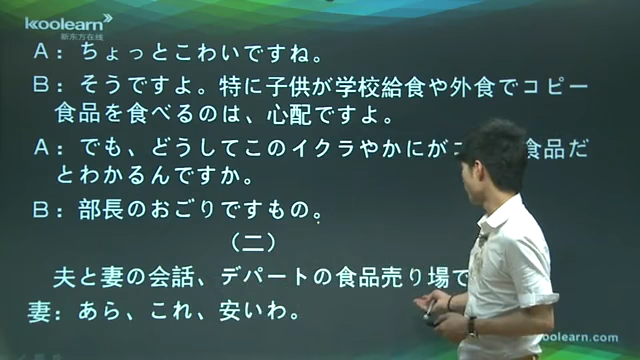 koolearn
新东方在线
A：ちょっとこわいですね。
B：そうですよ。特に子供が学校給食や外食でコピー
食品を食べるのは、心配ですよ。
A：でも、どうしてこのイクラやかにがコ 食品だ
とわかるんですか。
B：部長のおごりですもの。
（二）
夫と妻の会話、デパートの食品売り場で
妻：あら、これ、安いわ。
koolearn.com